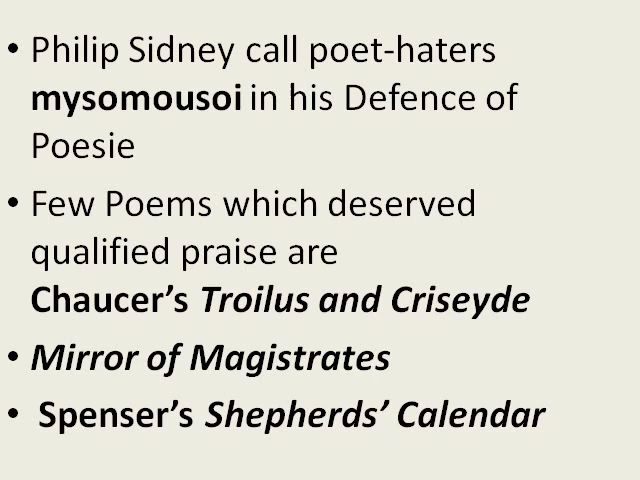 • Philip Sidney call poet-haters
mysomousoi in his Defence of
Poesie
• Few Poems which deserved
qualified praise are
Chaucer’s Troilus and Criseyde
• Mirror of Magistrates
• Spenser’s Shepherds’ Calendar